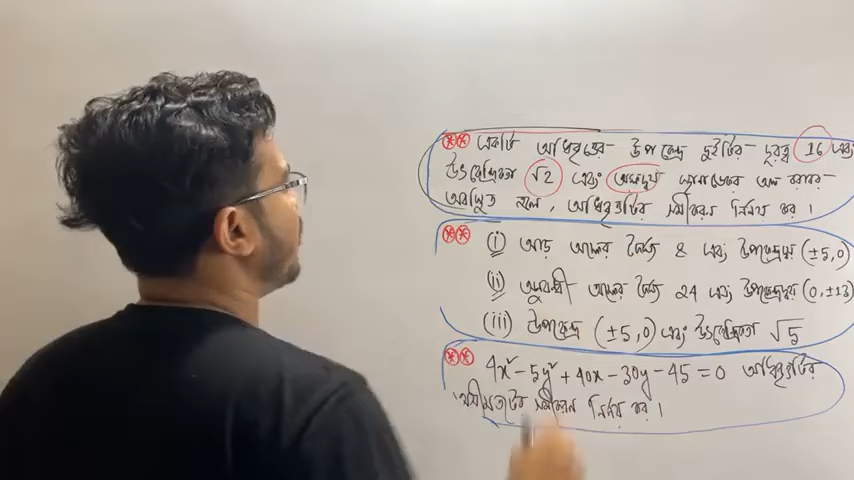 একটি অধিবৃত্তের উপকেন্দ্র দুইটির দূরত্ব 16 এবং
উৎকেন্দ্রিকতা √2 এবং অক্ষদ্বয় স্থানাঙ্কের অক্ষ বরাবর
অবস্থিত হলে, অধিবৃত্তটির সমীকরণ নির্ণয় কর।
(i) আড় অক্ষের দৈর্ঘ্য 8 এবং উপকেন্দ্রদ্বয় (±5,0)
(ii) অনুবন্ধী অক্ষের দৈর্ঘ্য 24 এবং উপকেন্দ্রদ্বয় (0,±13)
(iii) উপকেন্দ্র (±5,0) এবং উৎকেন্দ্রিকতা √5
4x² - 5y² + 40x - 30y - 45 = 0 অধিবৃত্তটির
অসীমতটের সমীকরণ নির্ণয় কর।